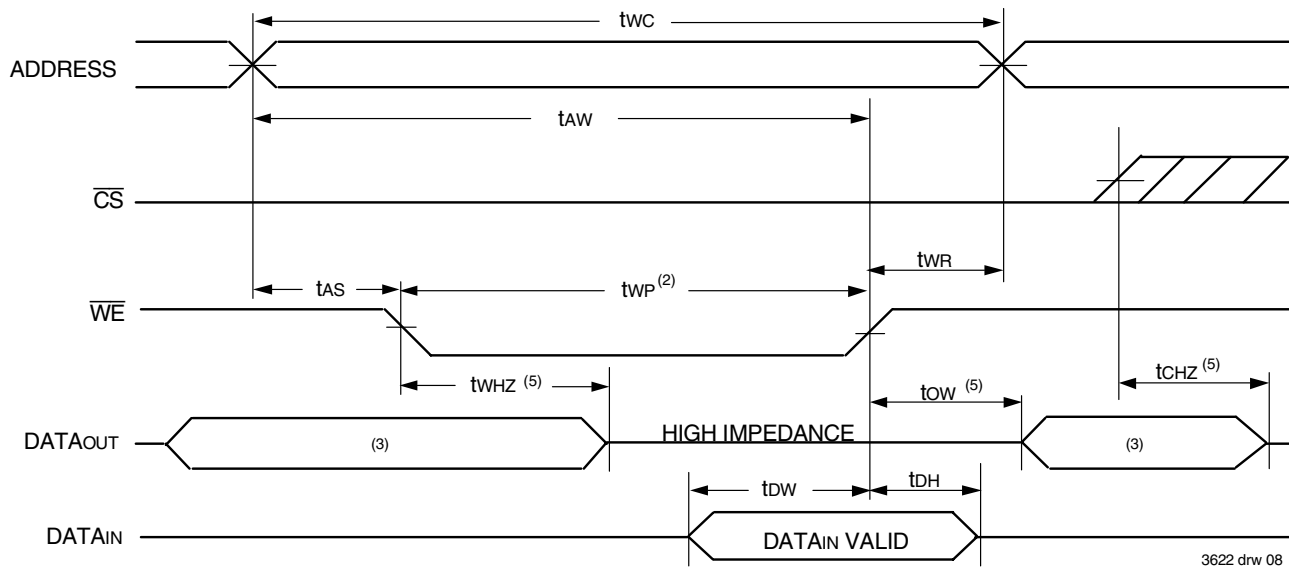 tWC
ADDRESS
tAW
CS
tWR
tAS
tWP (2)
WE
tWHZ (5)
tCHZ (5)
tOW (5)
DATAOUT
(3)
HIGH IMPEDANCE
(3)
tDW
tDH
DATAIN
DATAIN VALID
3622 drw 08